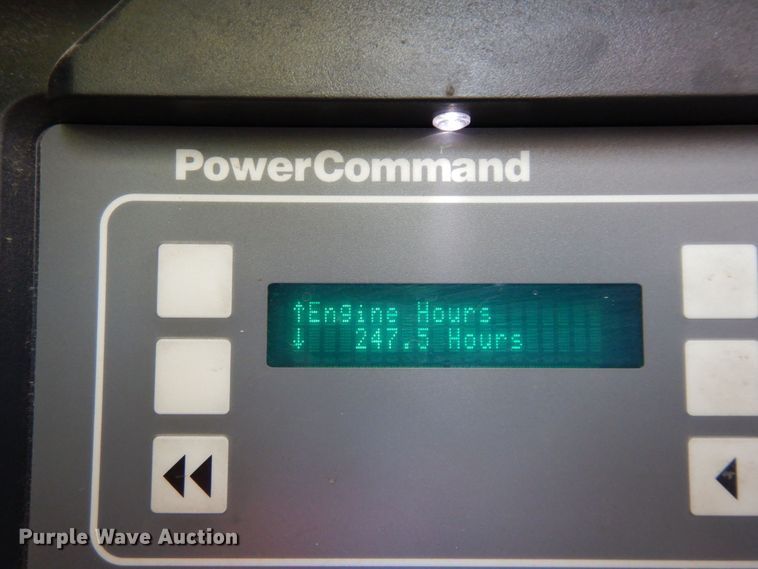 PowerCommand
↑Engine Hours
↓ 247.5 Hours
Purple Wave Auction